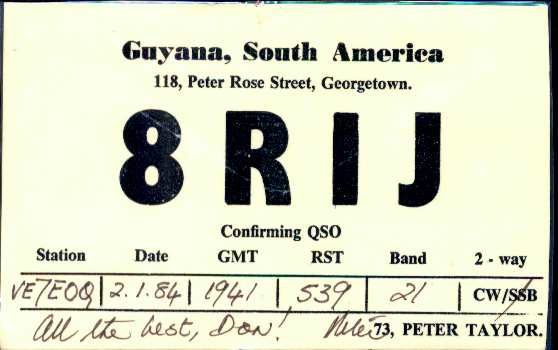 Guyana, South America
118, Peter Rose Street, Georgetown.
8R1J
Confirming QSO
Station Date GMT RST Band 2 - way
VE7EOQ 2.1.84 1941 539 21 CW/SSB
All the best, Don! 73, PETER TAYLOR.